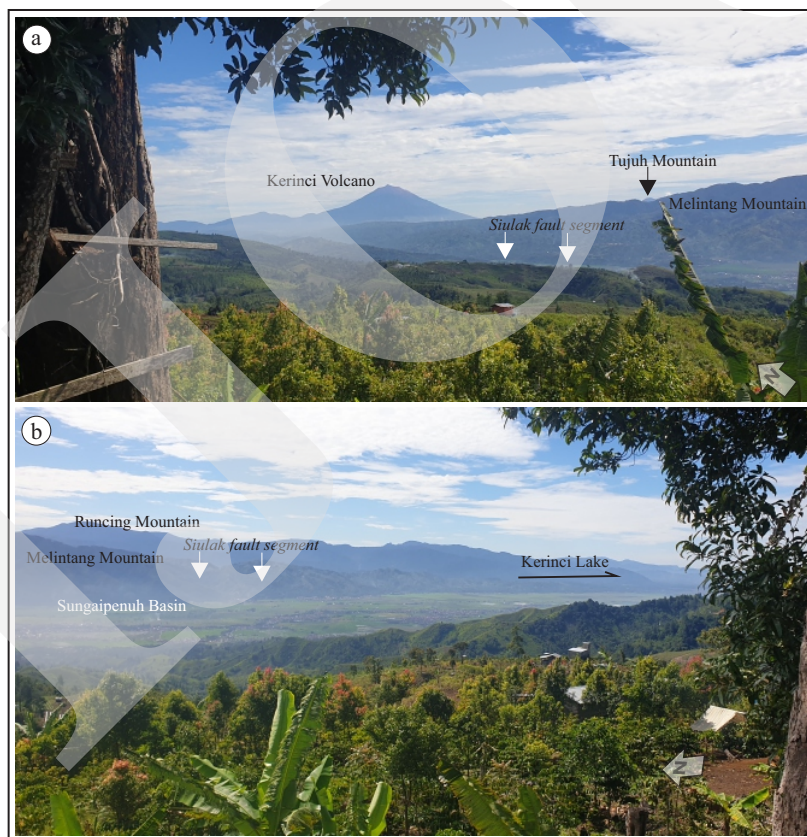 a
Kerinci Volcano
Tujuh Mountain
Melintang Mountain
Siulak fault segment
N
b
Runcing Mountain
Siulak fault segment
Melintang Mountain
Kerinci Lake
Sungaipenuh Basin
N